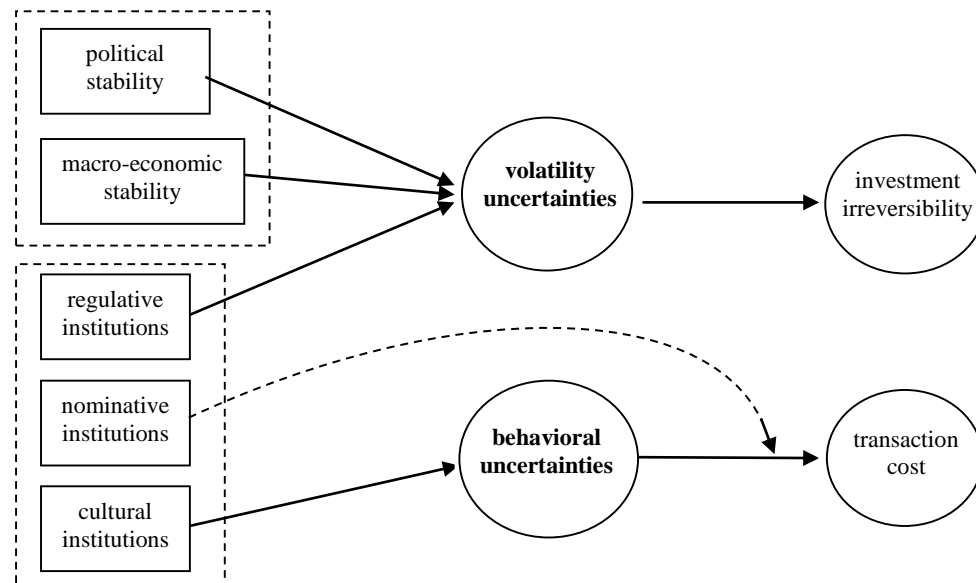 political
stability
macro-economic
stability
regulative
institutions
nominative
institutions
cultural
institutions
volatility
uncertainties
behavioral
uncertainties
investment
irreversibility
transaction
cost